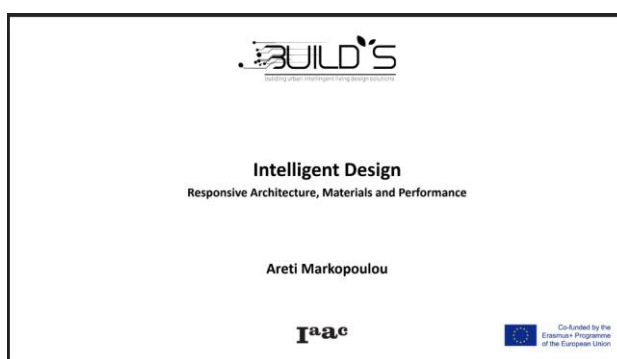 BUILD'S
building urban intelligent living design solutions
Intelligent Design
Responsive Architecture, Materials and Performance
Areti Markopoulou
Iaac
Co-funded by the
Erasmus+ Programme
of the European Union